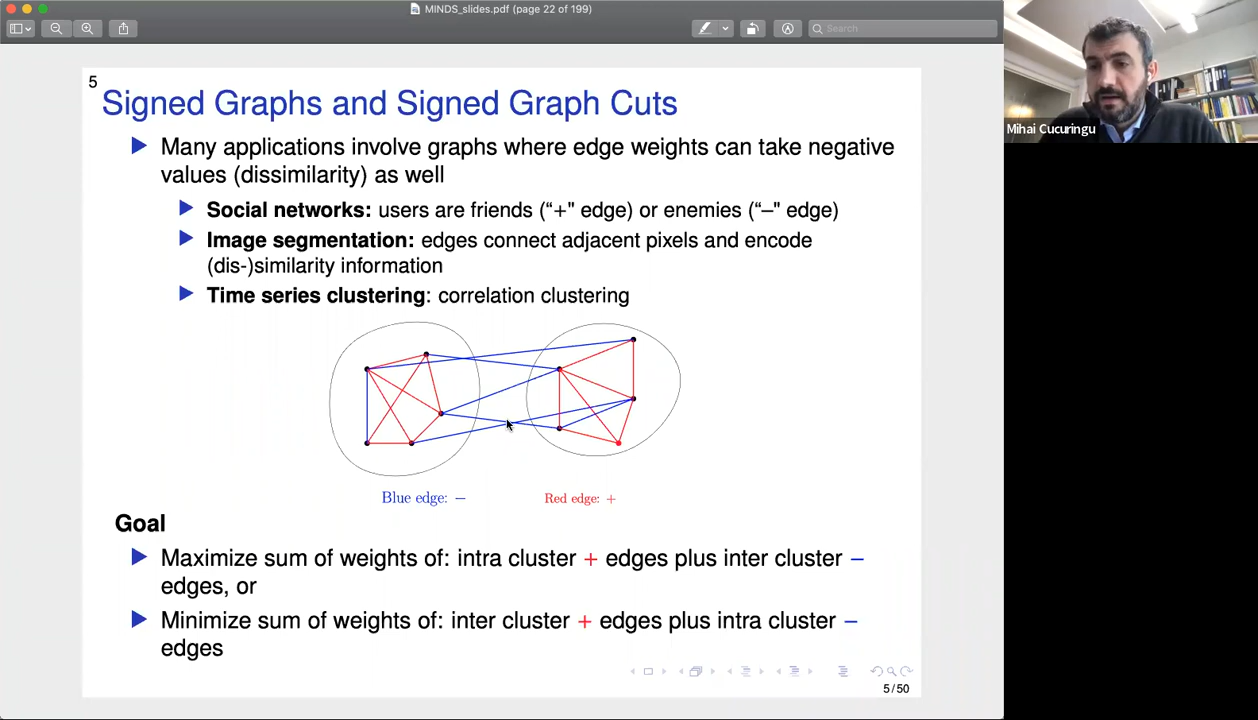 MINDS_slides.pdf (page 22 of 199)
Search
5
Signed Graphs and Signed Graph Cuts
Many applications involve graphs where edge weights can take negative
values (dissimilarity) as well
Social networks: users are friends (“+" edge) or enemies (“–" edge)
Image segmentation: edges connect adjacent pixels and encode
(dis-)similarity information
Time series clustering: correlation clustering
Blue edge: −
Red edge: +
Goal
Maximize sum of weights of: intra cluster + edges plus inter cluster −
edges, or
Minimize sum of weights of: inter cluster + edges plus intra cluster −
edges
5/50
Mihai Cucuringu